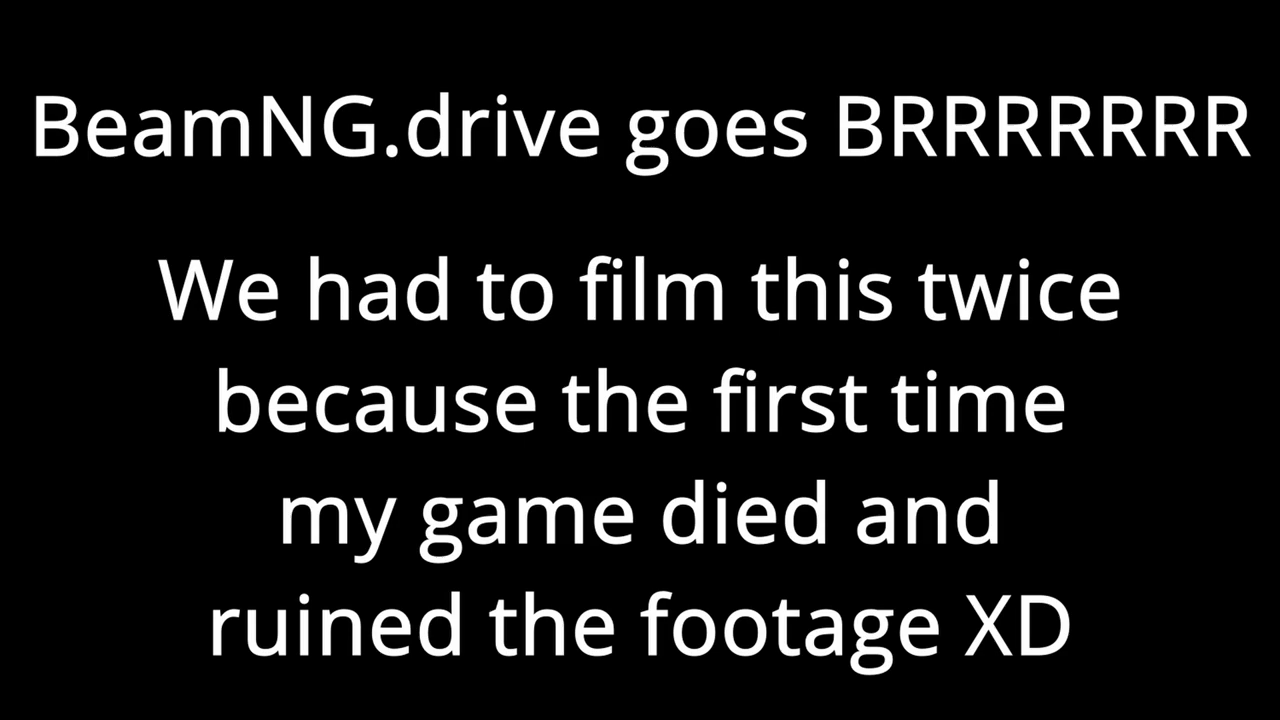 BeamNG.drive goes BRRRRRRR
We had to film this twice
because the first time
my game died and
ruined the footage XD